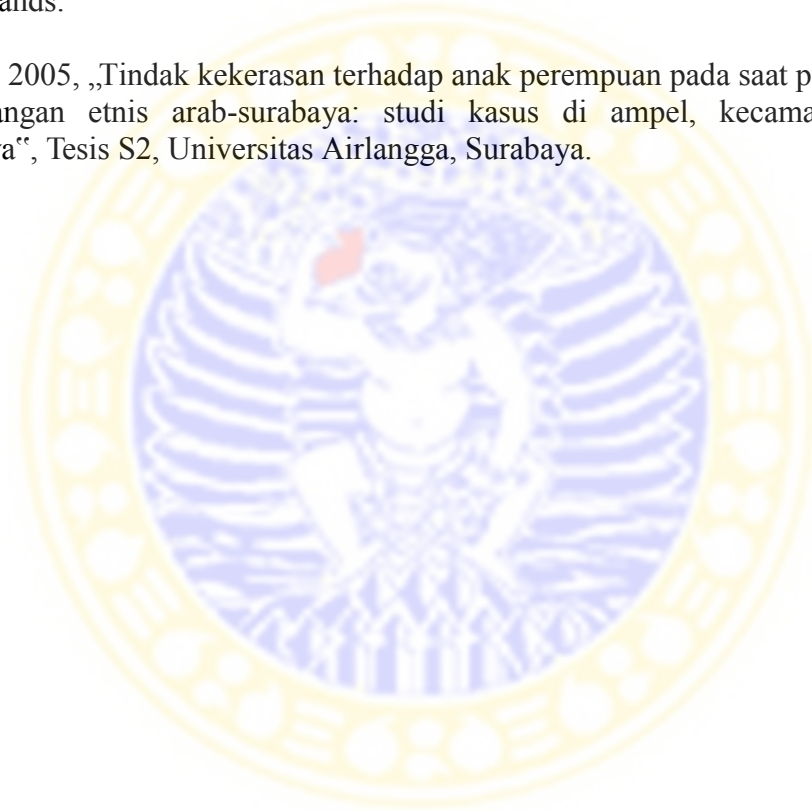 ands.
2005, „Tindak kekerasan terhadap anak perempuan pada saat p
angan etnis arab-surabaya: studi kasus di ampel, kecama
a‟, Tesis S2, Universitas Airlangga, Surabaya.